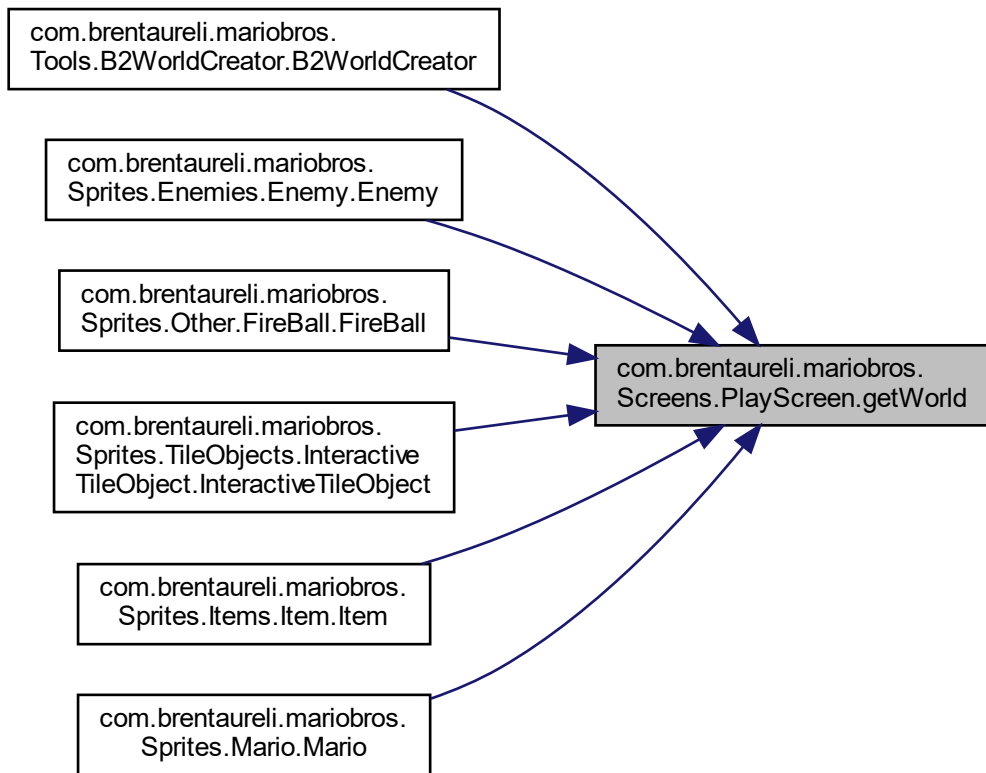 com.brentaureli.mariobros.
Tools.B2WorldCreator.B2WorldCreator
com.brentaureli.mariobros.
Sprites.Enemies.Enemy.Enemy
com.brentaureli.mariobros.
Sprites.Other.FireBall.FireBall
com.brentaureli.mariobros.
Screens.PlayScreen.getWorld
com.brentaureli.mariobros.
Sprites.TileObjects.Interactive
TileObject.InteractiveTileObject
com.brentaureli.mariobros.
Sprites.Items.Item.Item
com.brentaureli.mariobros.
Sprites.Mario.Mario